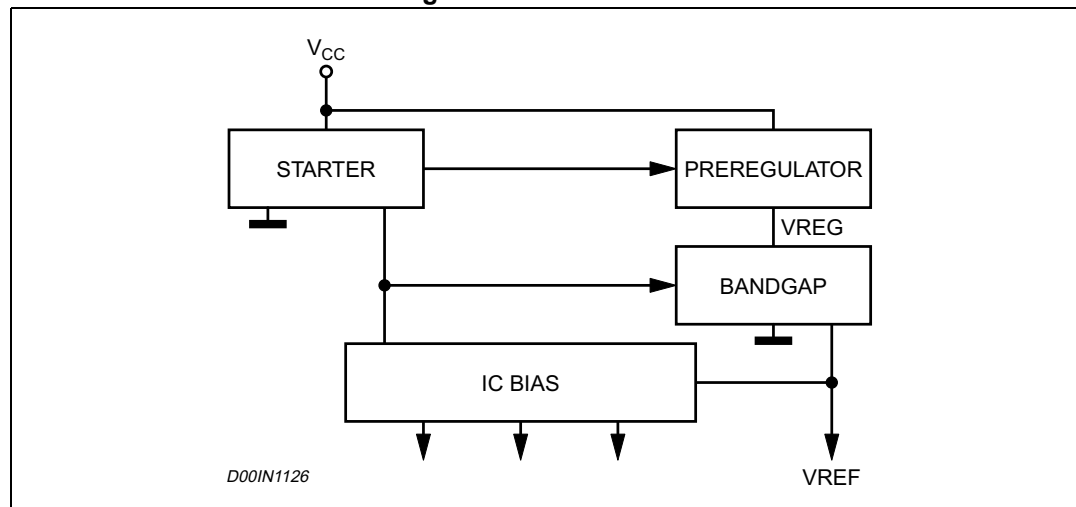 g
VCC
STARTER
PREREGULATOR
VREG
BANDGAP
IC BIAS
D00IN1126
VREF